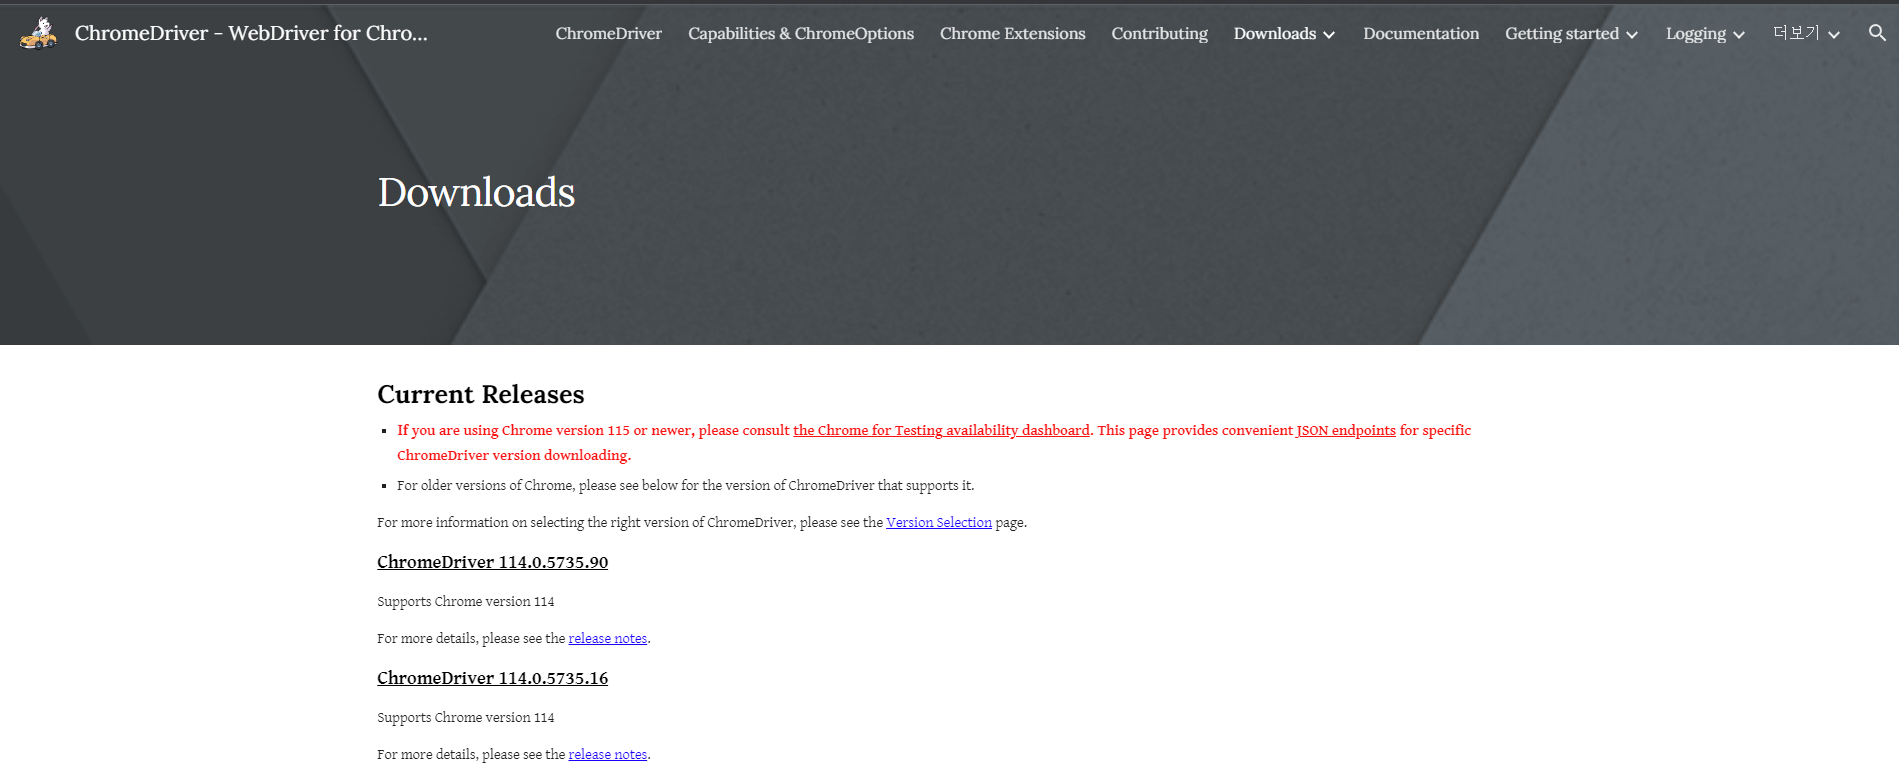 ChromeDriver - WebDriver for Chro...
ChromeDriver Capabilities & ChromeOptions Chrome Extensions Contributing Downloads Documentation Getting started Logging 더보기
Downloads
Current Releases
If you are using Chrome version 115 or newer, please consult the Chrome for Testing availability dashboard. This page provides convenient JSON endpoints for specific
ChromeDriver version downloading.
For older versions of Chrome, please see below for the version of ChromeDriver that supports it.
For more information on selecting the right version of ChromeDriver, please see the Version Selection page.
ChromeDriver 114.0.5735.90
Supports Chrome version 114
For more details, please see the release notes.
ChromeDriver 114.0.5735.16
Supports Chrome version 114
For more details, please see the release notes.